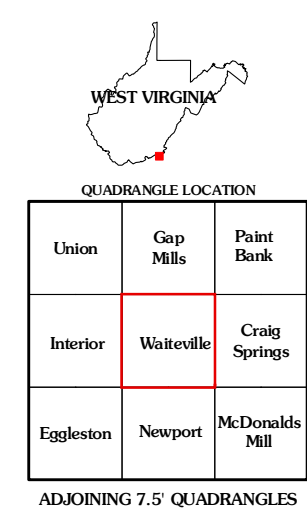 WEST VIRGINIA
QUADRANGLE LOCATION
Union
Gap
Mills
Paint
Bank
Interior
Waiteville
Craig
Springs
Eggleston
Newport
McDonalds
Mill
ADJOINING 7.5' QUADRANGLES